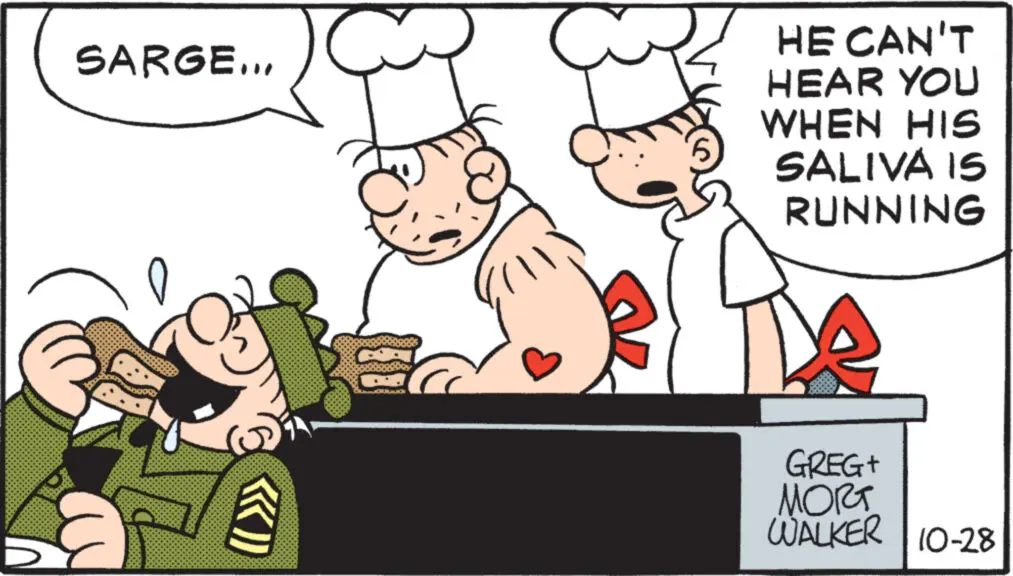 SARGE...
HE CAN'T
HEAR YOU
WHEN HIS
SALIVA IS
RUNNING
GREG+
MORT
WALKER
10-28